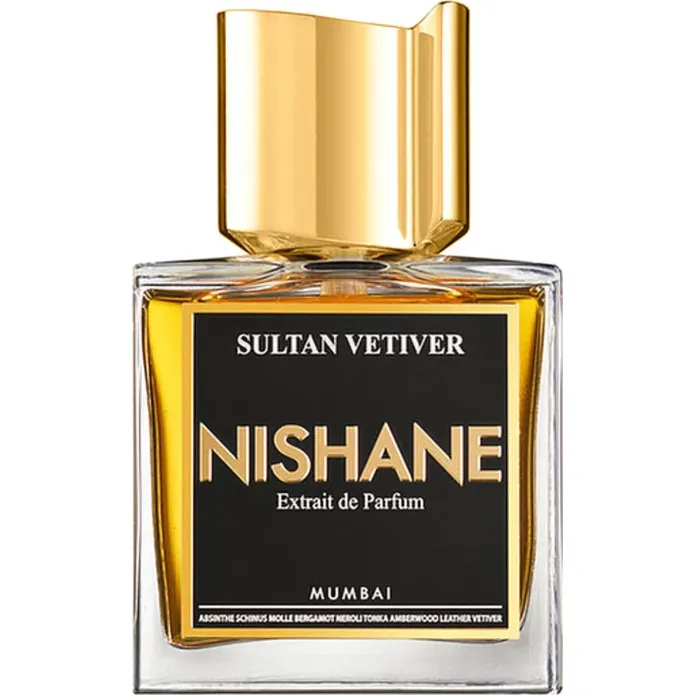 SULTAN VETIVER
NISHANE
Extrait de Parfum
MUMBAI
ABSINTHE SCHINUS MOLLE BERGAMOT NEROLI TONKA AMBERWOOD LEATHER VETIVER